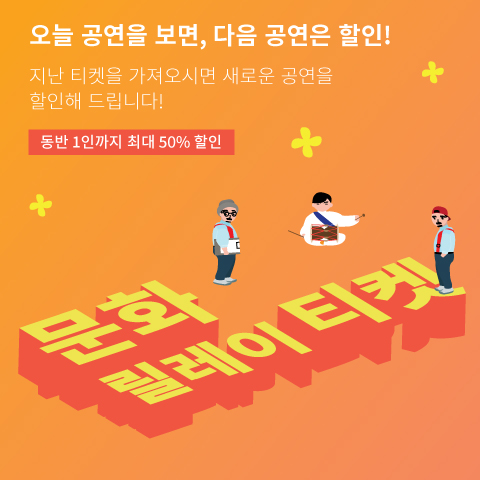 오늘 공연을 보면, 다음 공연은 할인!
지난 티켓을 가져오시면 새로운 공연을
할인해 드립니다!
동반 1인까지 최대 50% 할인
문화
릴레이 티켓